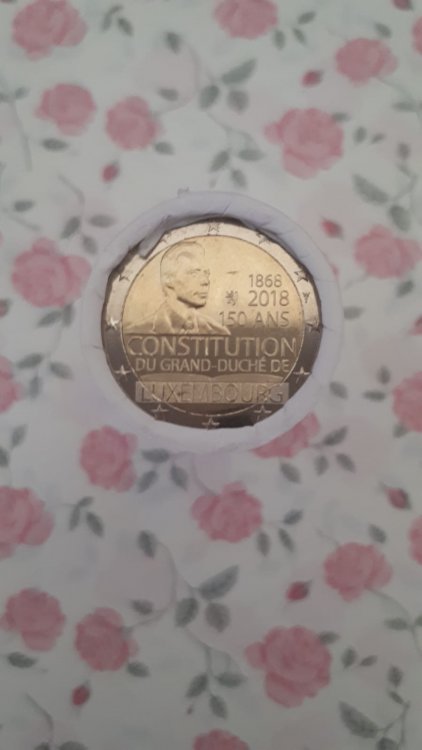 1868
2018
150 ANS
CONSTITUTION
DU GRAND-DUCHÉ DE
LUXEMBOURG